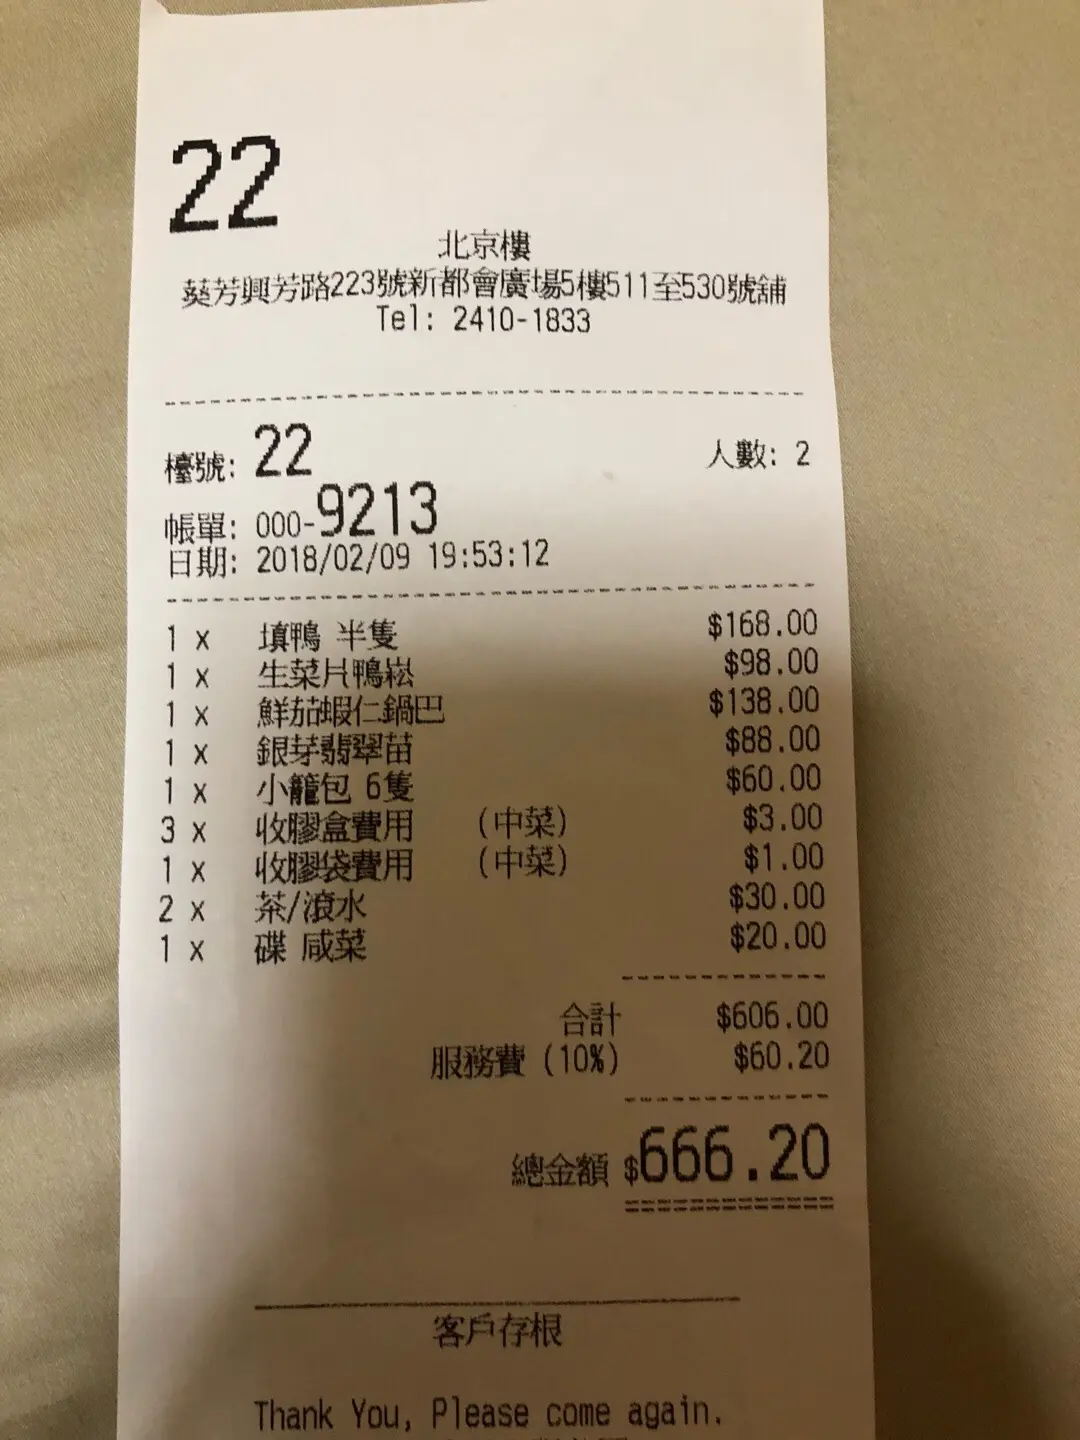 22
北京樓
葵芳興芳路223號新都會廣場5樓511至530號舖
Tel: 2410-1833
檯號: 22 人數: 2
帳單: 000-9213
日期: 2018/02/09 19:53:12
1 x 填鴨 半隻 $168.00
1 x 生菜片鴨崧 $98.00
1 x 鮮茄蝦仁鍋巴 $138.00
1 x 銀芽翡翠苗 $88.00
1 x 小籠包 6隻 $60.00
3 x 收膠盒費用 (中菜) $3.00
1 x 收膠袋費用 (中菜) $1.00
2 x 茶/滾水 $30.00
1 x 碟 咸菜 $20.00
合計 $606.00
服務費 (10%) $60.20
總金額 $666.20
客戶存根
Thank You, Please come again.